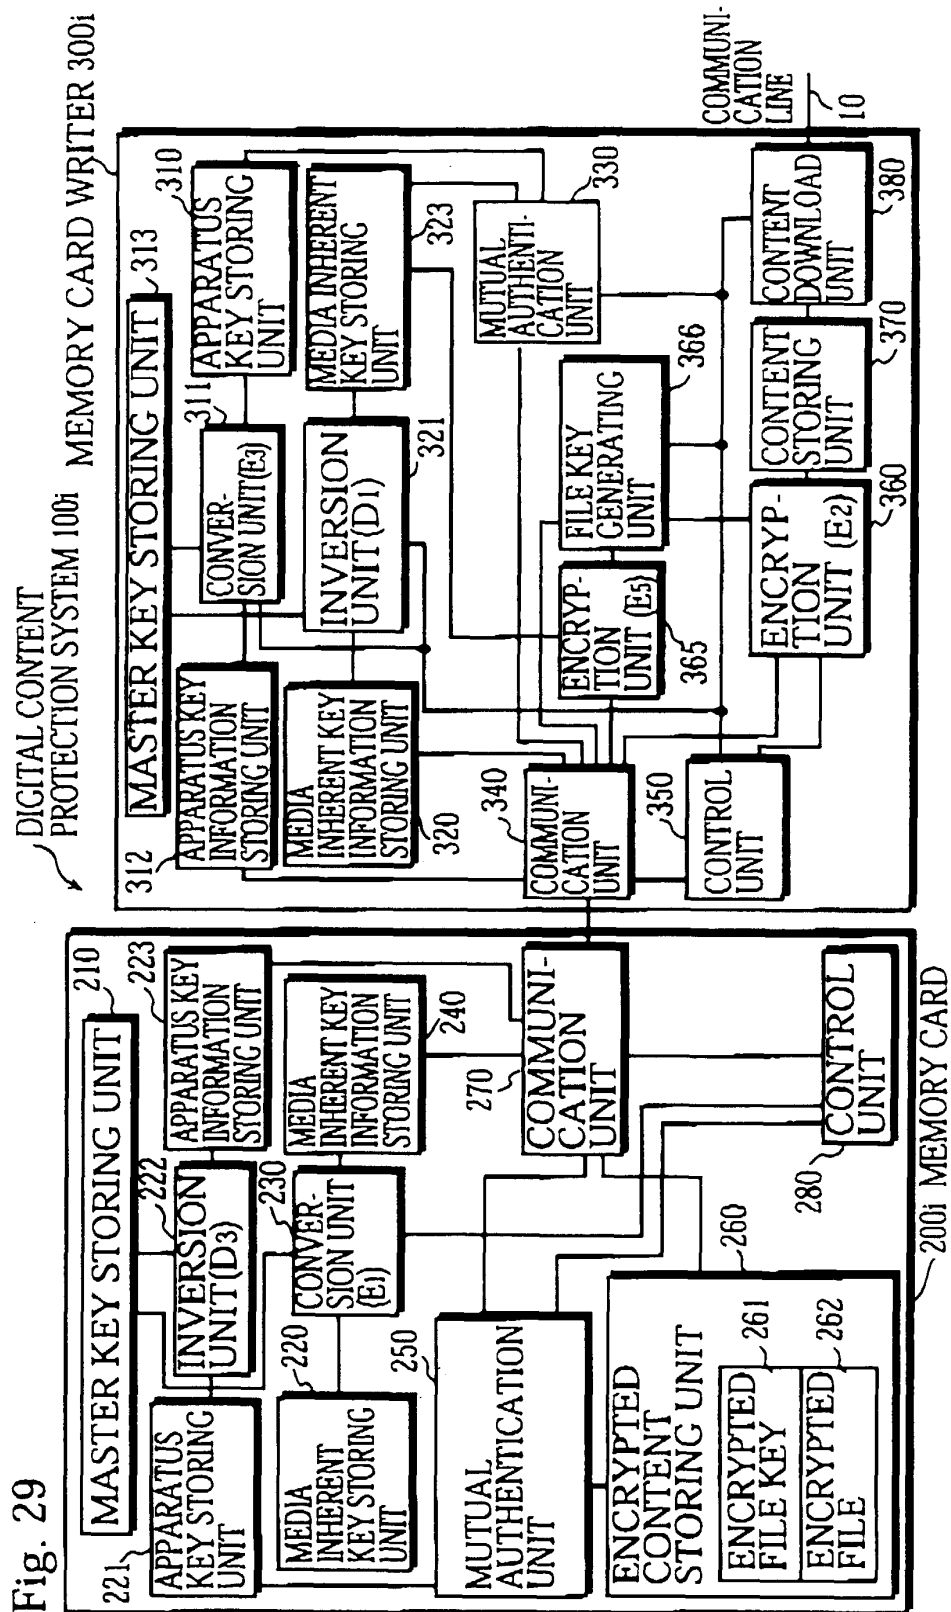 Fig. 29
DIGITAL CONTENT
PROTECTION SYSTEM 100i
MEMORY CARD WRITER 300i
MASTER KEY STORING UNIT
210
221
APPARATUS
KEY STORING
UNIT
222
INVERSION
UNIT(D3)
223
APPARATUS KEY
INFORMATION
STORING UNIT
220
MEDIA
INHERENT
KEY STORING
UNIT
230
CONVER-
SION UNIT
(E1)
240
MEDIA
INHERENT KEY
INFORMATION
STORING UNIT
250
MUTUAL
AUTHENTICATION
UNIT
270
COMMUNI-
CATION
UNIT
260
ENCRYPTED
CONTENT
STORING UNIT
261
ENCRYPTED
FILE KEY
262
ENCRYPTED
FILE
280
CONTROL
UNIT
200i MEMORY CARD
MASTER KEY STORING UNIT
313
312
APPARATUS KEY
INFORMATION
STORING UNIT
311
CONVER-
SION UNIT(E3)
310
APPARATUS
KEY STORING
UNIT
320
MEDIA
INHERENT KEY
INFORMATION
STORING UNIT
321
INVERSION
UNIT(D1)
323
MEDIA INHERENT
KEY STORING
UNIT
330
MUTUAL
AUTHENTI-
CATION
UNIT
340
COMMUNI-
CATION
UNIT
365
ENCRYP-
TION
UNIT (E5)
366
FILE KEY
GENERATING
UNIT
350
CONTROL
UNIT
360
ENCRYP-
TION
UNIT (E2)
370
CONTENT
STORING
UNIT
380
CONTENT
DOWNLOAD
UNIT
COMMUNI-
CATION
LINE
10